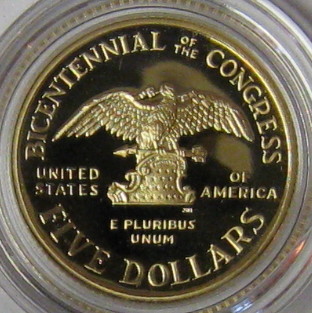 BICENTENNIAL OF THE CONGRESS
UNITED STATES
OF AMERICA
E PLURIBUS
UNUM
FIVE DOLLARS